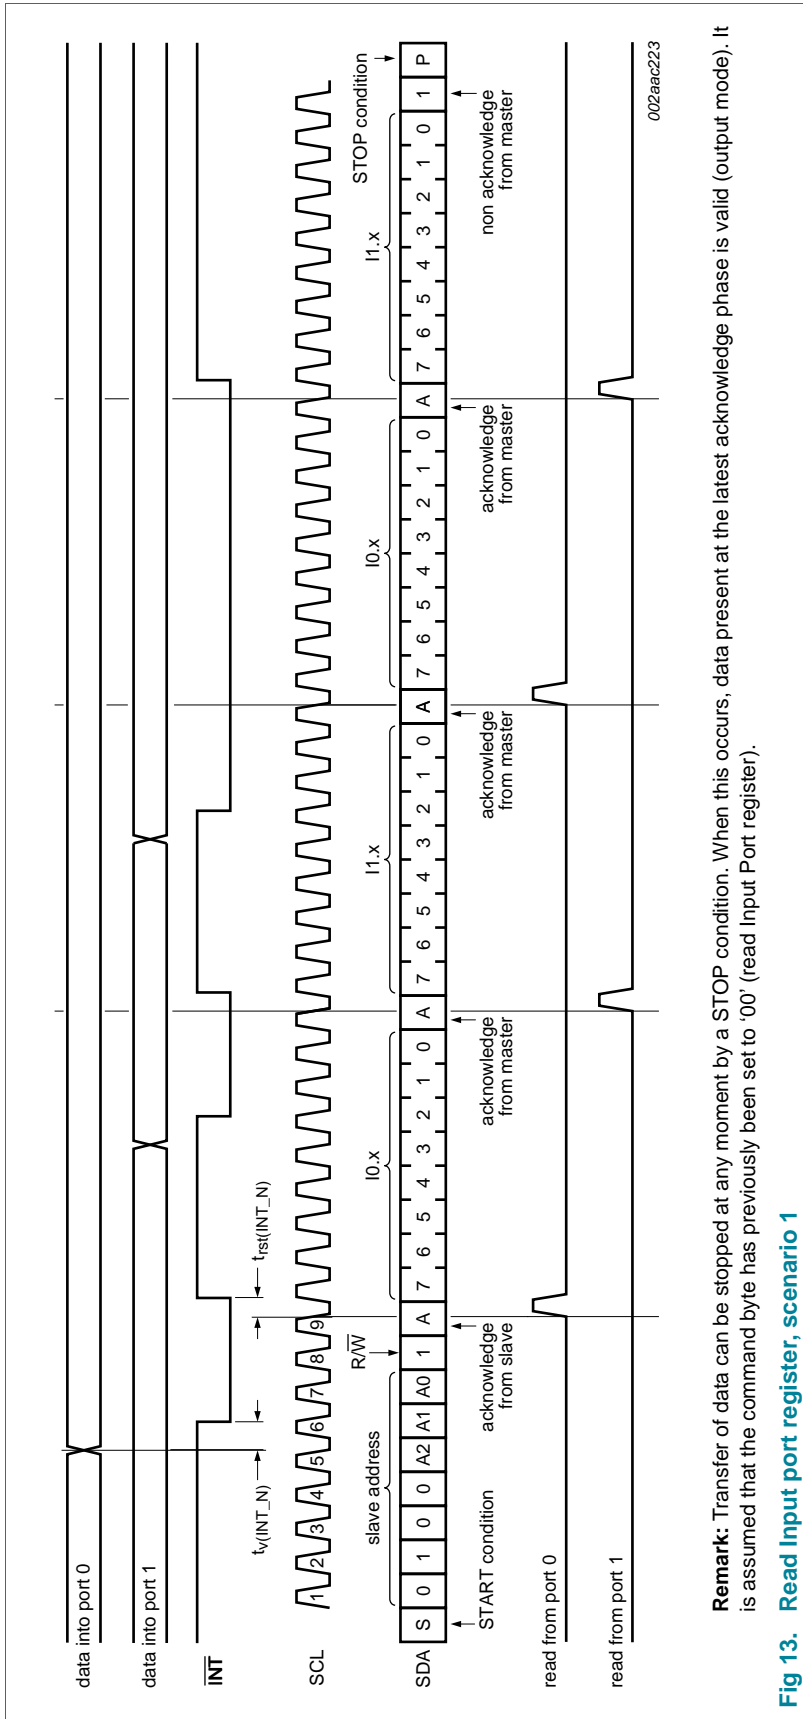 data into port 0
data into port 1
INT
tv(INT_N) trst(INT_N)
SCL
1 2 3 4 5 6 7 8 9
slave address R/W I0.x I1.x I0.x I1.x STOP condition
SDA S 0 1 0 0 A2 A1 A0 1 A 7 6 5 4 3 2 1 0 A 7 6 5 4 3 2 1 0 A 7 6 5 4 3 2 1 0 A 7 6 5 4 3 2 1 0 1 P
START condition
acknowledge
from slave
acknowledge
from master
acknowledge
from master
acknowledge
from master
non acknowledge
from master
read from port 0
read from port 1
002aac223
Remark: Transfer of data can be stopped at any moment by a STOP condition. When this occurs, data present at the latest acknowledge phase is valid (output mode). It
is assumed that the command byte has previously been set to ‘00’ (read Input Port register).
Fig 13. Read Input port register, scenario 1